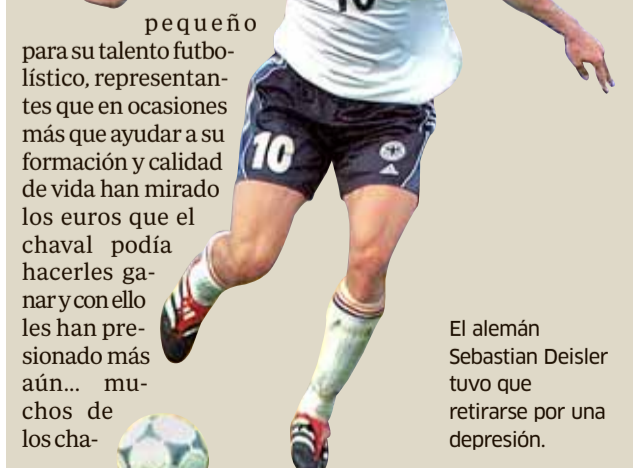 pequeño
para su talento futbo-
lístico, representan-
tes que en ocasiones
más que ayudar a su
formación y calidad
de vida han mirado
los euros que el
chaval podía
hacerles ga-
nar y con ello
les han pre-
sionado más
aún... mu-
chos de
los cha-
10
10
El alemán
Sebastian Deisler
tuvo que
retirarse por una
depresión.